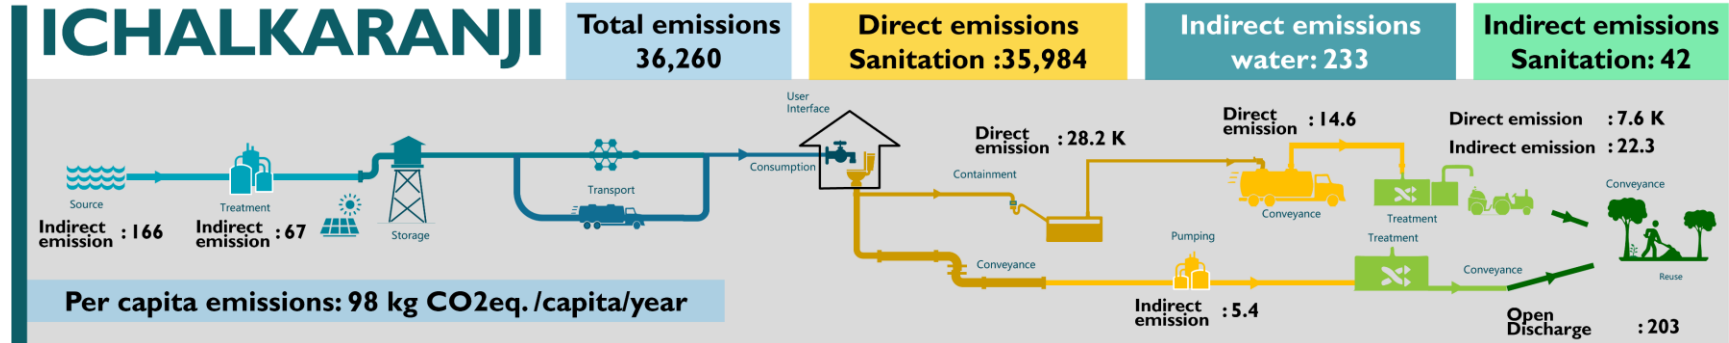 ICHALKARANJI
Total emissions
36,260
Direct emissions
Sanitation :35,984
Indirect emissions
water: 233
Indirect emissions
Sanitation: 42
User
Interface
Source
Indirect
emission : 166
Treatment
Indirect
emission : 67
Storage
Transport
Consumption
Direct
emission : 28.2 K
Containment
Conveyance
Pumping
Indirect
emission : 5.4
Direct
emission : 14.6
Conveyance
Direct emission : 7.6 K
Indirect emission : 22.3
Treatment
Treatment
Conveyance
Conveyance
Reuse
Open
Discharge : 203
Per capita emissions: 98 kg CO2eq. /capita/year